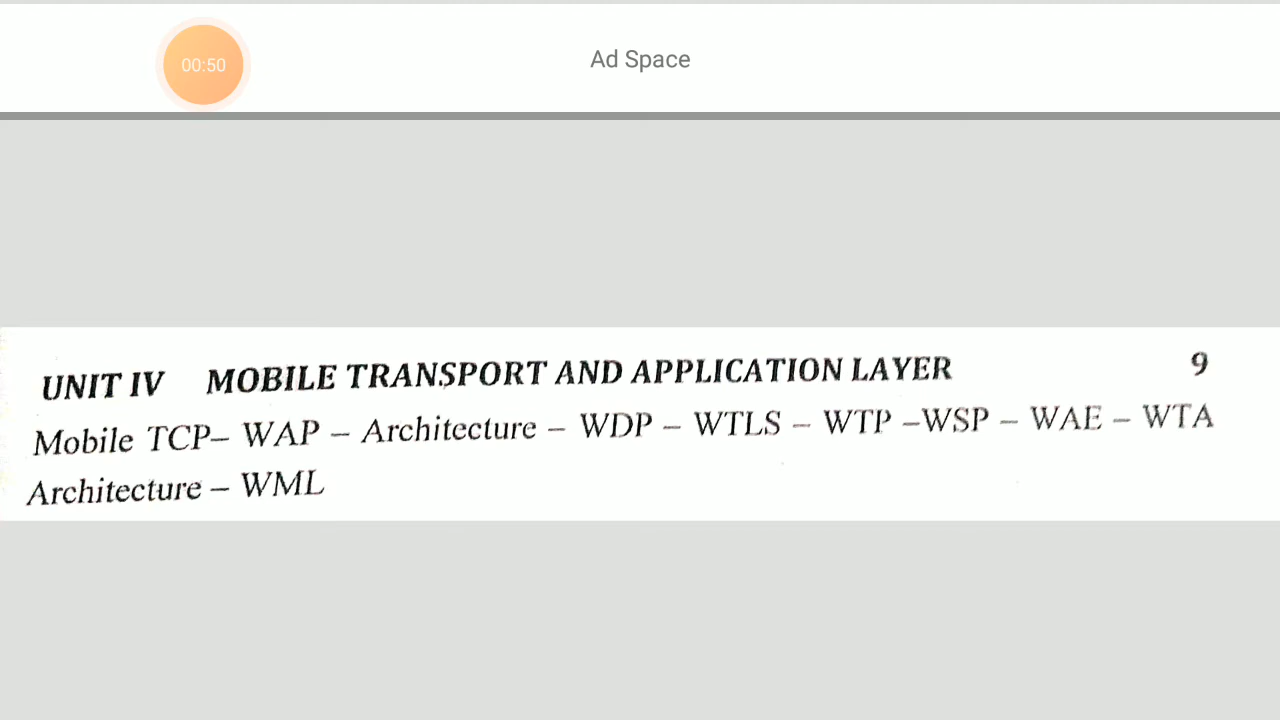 00:50
Ad Space
UNIT IV MOBILE TRANSPORT AND APPLICATION LAYER 9
Mobile TCP– WAP – Architecture – WDP – WTLS – WTP –WSP – WAE – WTA
Architecture – WML